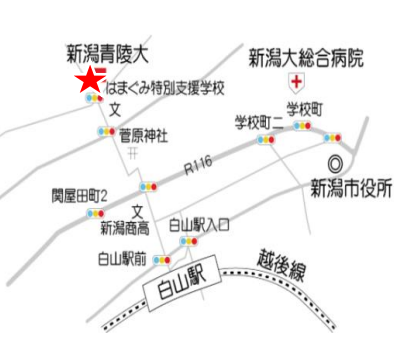 新潟青陵大
新潟大総合病院
はまぐみ特別支援学校
文
学校町
学校町二
菅原神社
R116
新潟市役所
関屋田町2
文
新潟商高
白山駅入口
白山駅前
越後線
白山駅